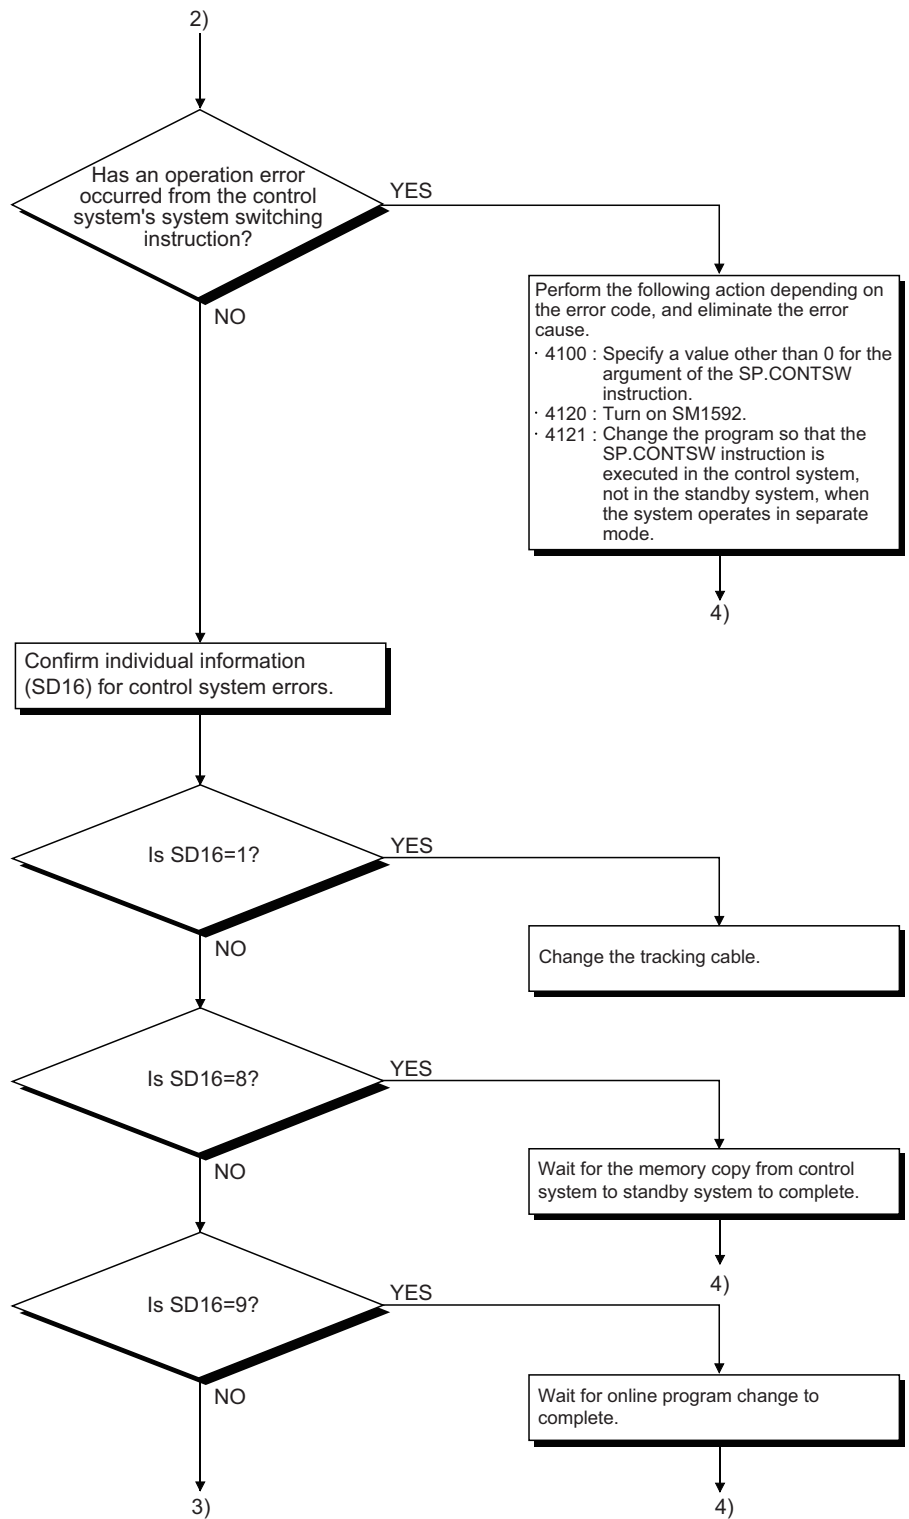 2)
Has an operation error
occurred from the control
system's system switching
instruction?
YES
NO
Perform the following action depending on
the error code, and eliminate the error
cause.
· 4100 : Specify a value other than 0 for the
argument of the SP.CONTSW
instruction.
· 4120 : Turn on SM1592.
· 4121 : Change the program so that the
SP.CONTSW instruction is
executed in the control system,
not in the standby system, when
the system operates in separate
mode.
4)
Confirm individual information
(SD16) for control system errors.
Is SD16=1?
YES
NO
Change the tracking cable.
Is SD16=8?
YES
NO
Wait for the memory copy from control
system to standby system to complete.
4)
Is SD16=9?
YES
NO
Wait for online program change to
complete.
3)
4)